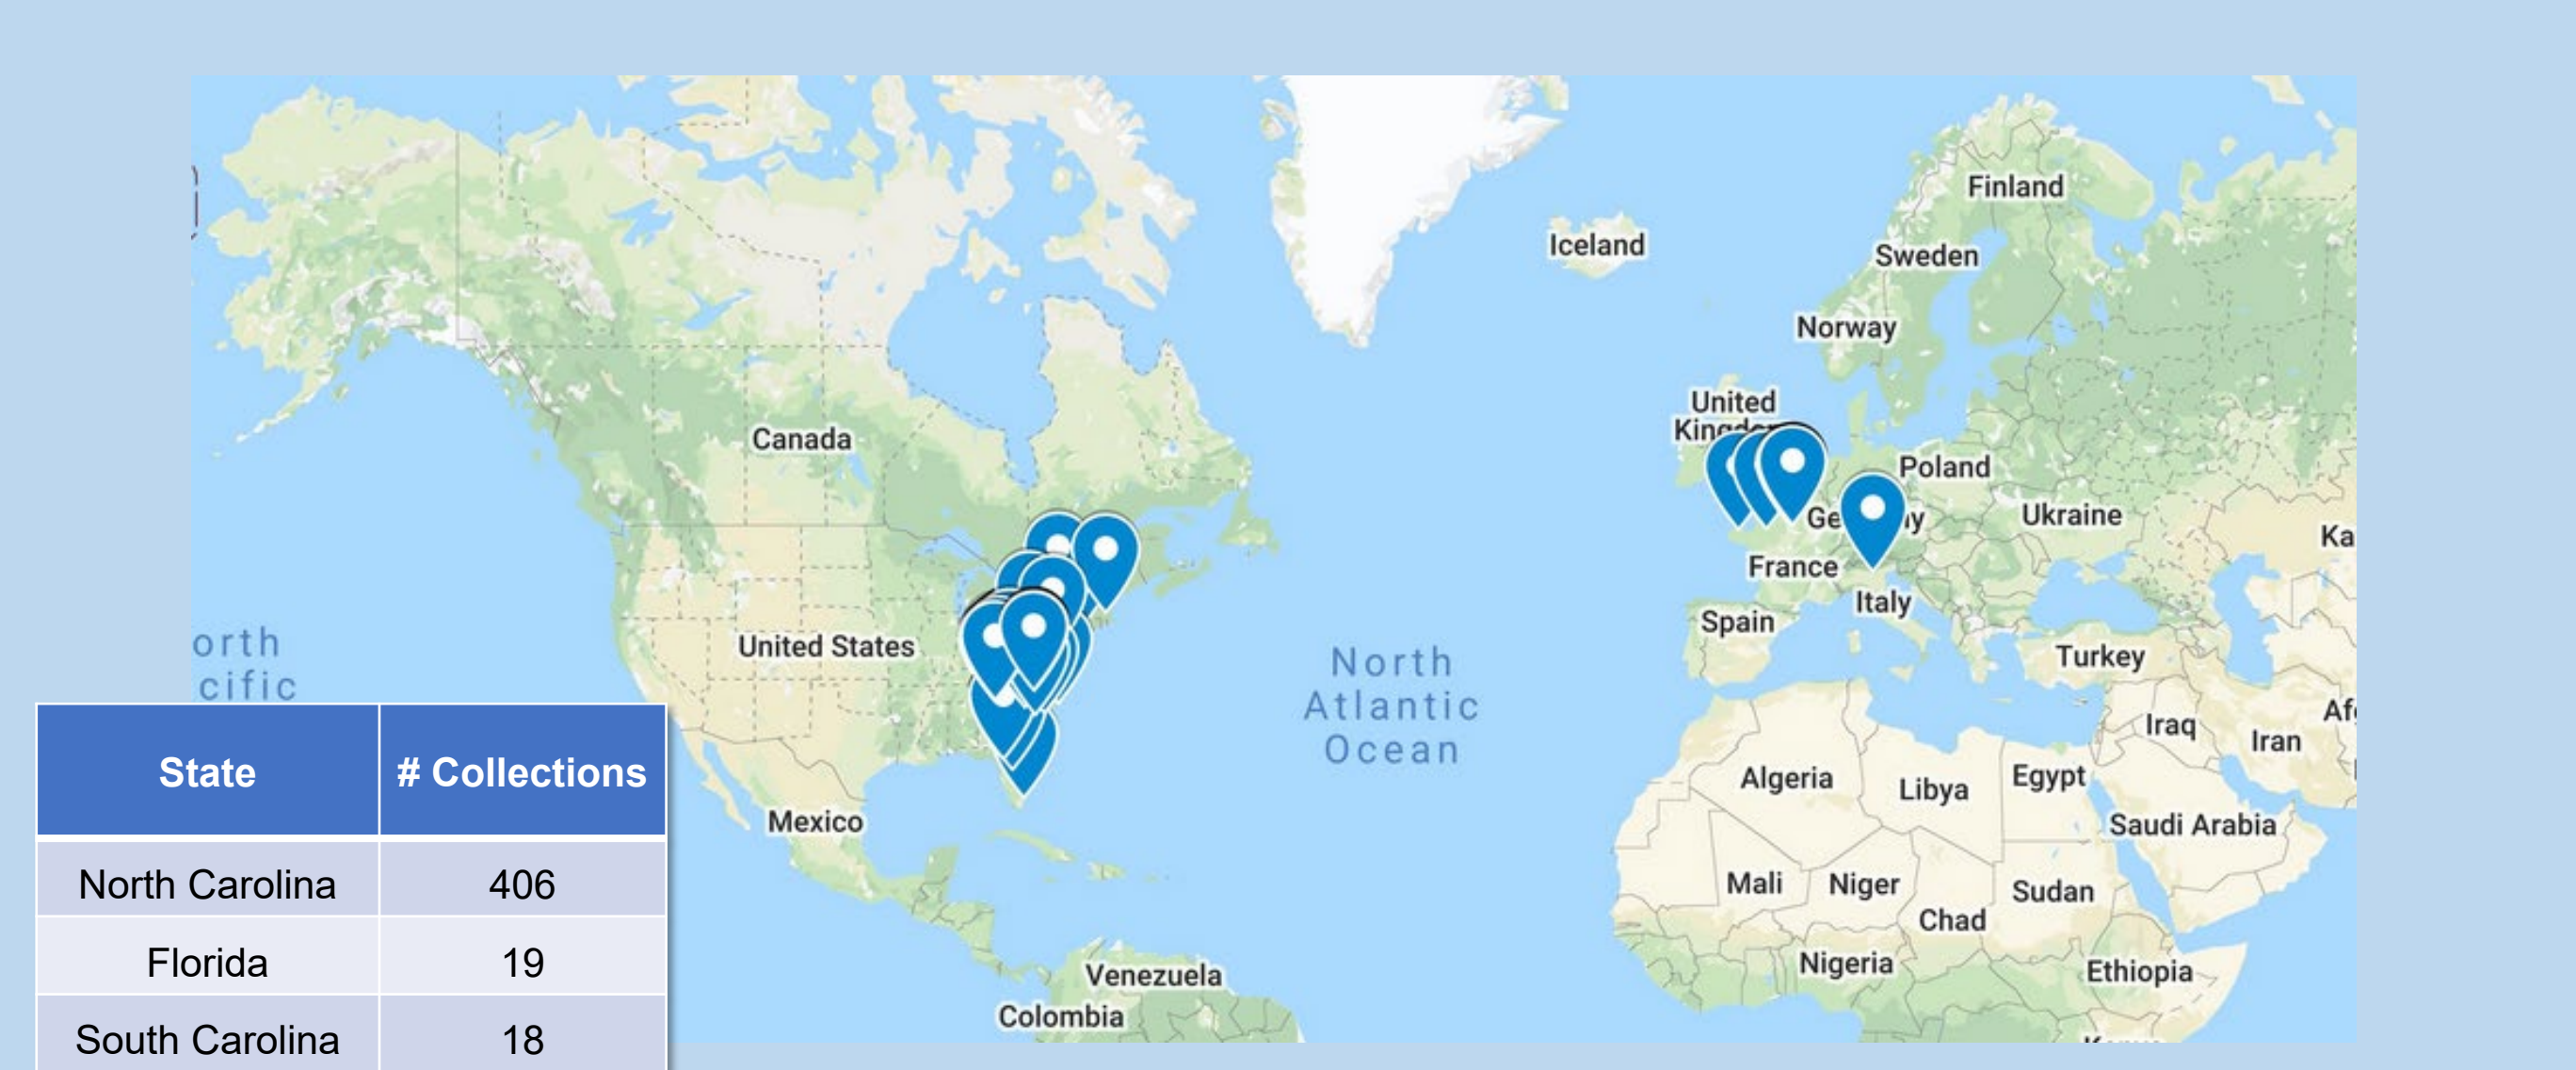 Finland
Iceland
Sweden
Norway
United
Canada
Poland
Ukraine
Ka
France
Italy
Spain
United States
orth
cific
North
Atlantic
Ocean
Turkey
Iraq
Iran
Af
Algeria
Libya
Egypt
Mexico
Saudi Arabia
Mali
Niger
Sudan
Chad
Nigeria
Ethiopia
Venezuela
Colombia
State # Collections
North Carolina 406
Florida 19
South Carolina 18